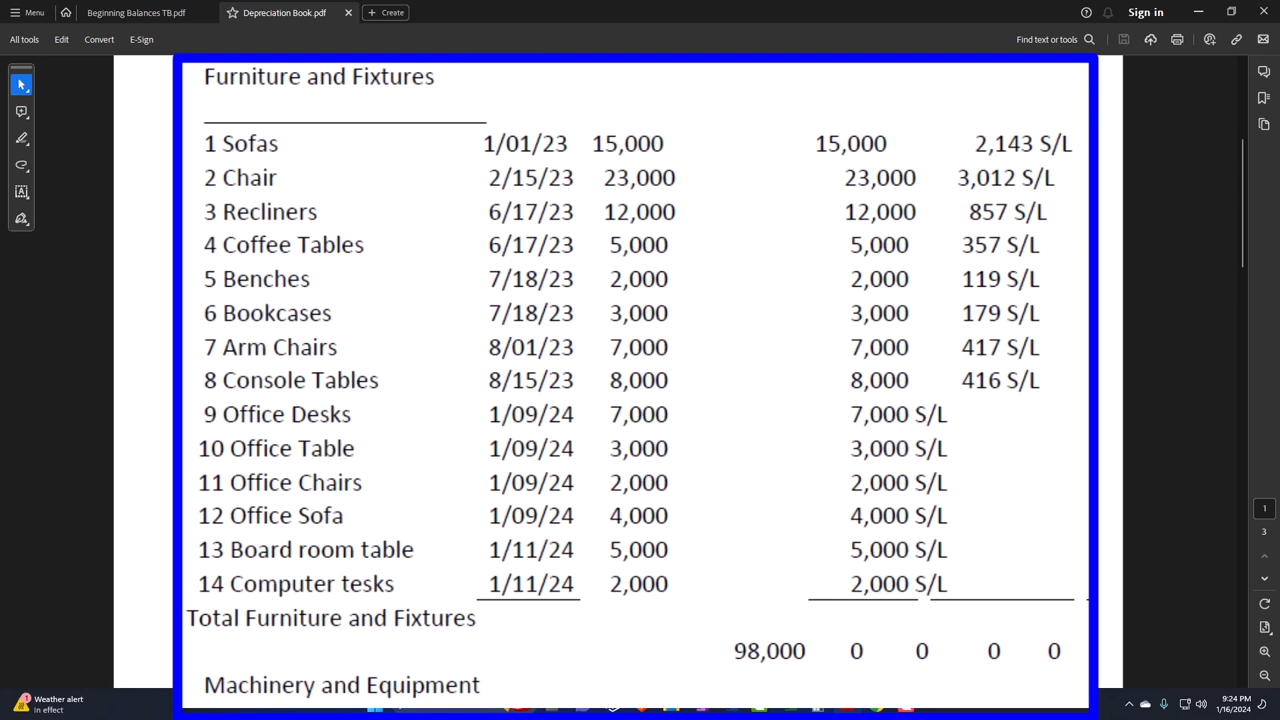 Menu Beginning Balances TB.pdf Depreciation Book.pdf Create Sign in
All tools Edit Convert E-Sign Find text or tools
Furniture and Fixtures
1 Sofas 1/01/23 15,000 15,000 2,143 S/L
2 Chair 2/15/23 23,000 23,000 3,012 S/L
3 Recliners 6/17/23 12,000 12,000 857 S/L
4 Coffee Tables 6/17/23 5,000 5,000 357 S/L
5 Benches 7/18/23 2,000 2,000 119 S/L
6 Bookcases 7/18/23 3,000 3,000 179 S/L
7 Arm Chairs 8/01/23 7,000 7,000 417 S/L
8 Console Tables 8/15/23 8,000 8,000 416 S/L
9 Office Desks 1/09/24 7,000 7,000 S/L
10 Office Table 1/09/24 3,000 3,000 S/L
11 Office Chairs 1/09/24 2,000 2,000 S/L
12 Office Sofa 1/09/24 4,000 4,000 S/L
13 Board room table 1/11/24 5,000 5,000 S/L
14 Computer tesks 1/11/24 2,000 2,000 S/L
Total Furniture and Fixtures
98,000 0 0 0 0
Machinery and Equipment
1
3
Weather alert
In effect
9:24 PM
1/16/2024